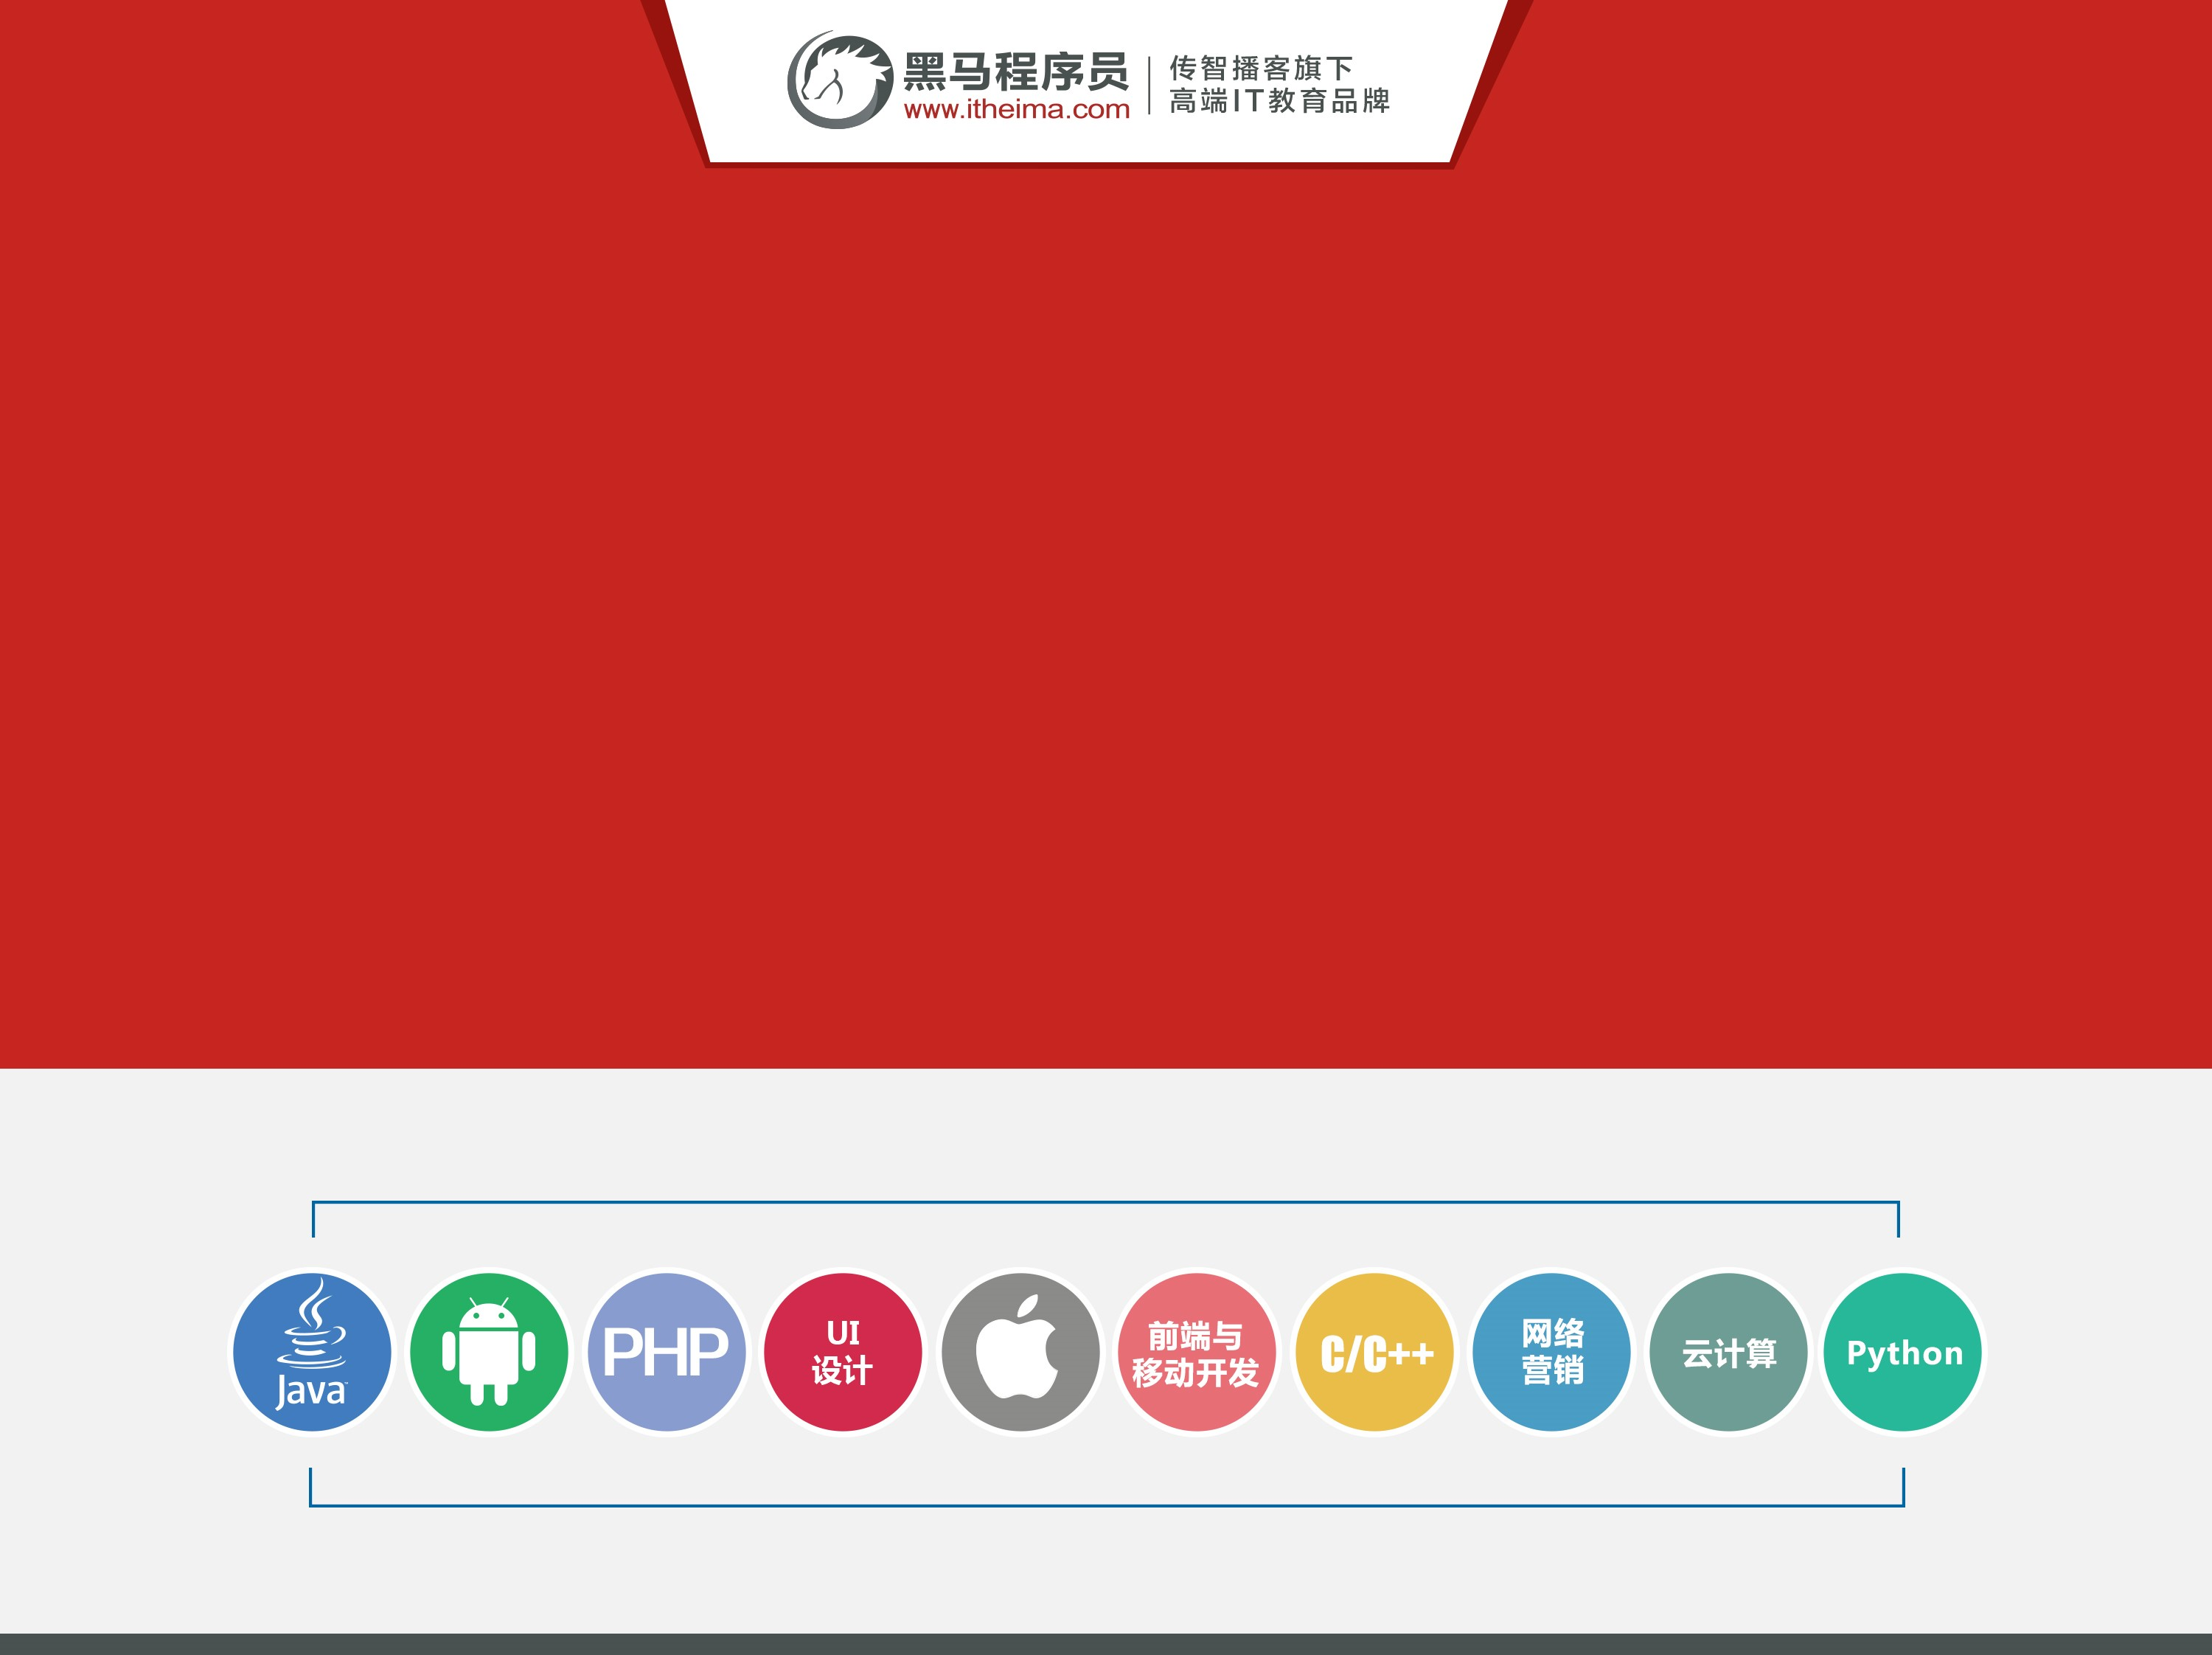 黑马程序员
www.itheima.com
传智播客旗下
高端IT教育品牌
Java
PHP
UI
设计
前端与
移动开发
C/C++
网络
营销
云计算
Python